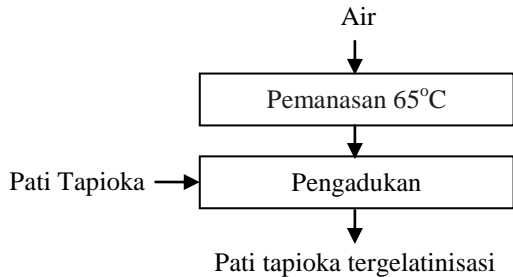 Air
Pemanasan 65°C
Pati Tapioka
Pengadukan
Pati tapioka tergelatinisasi